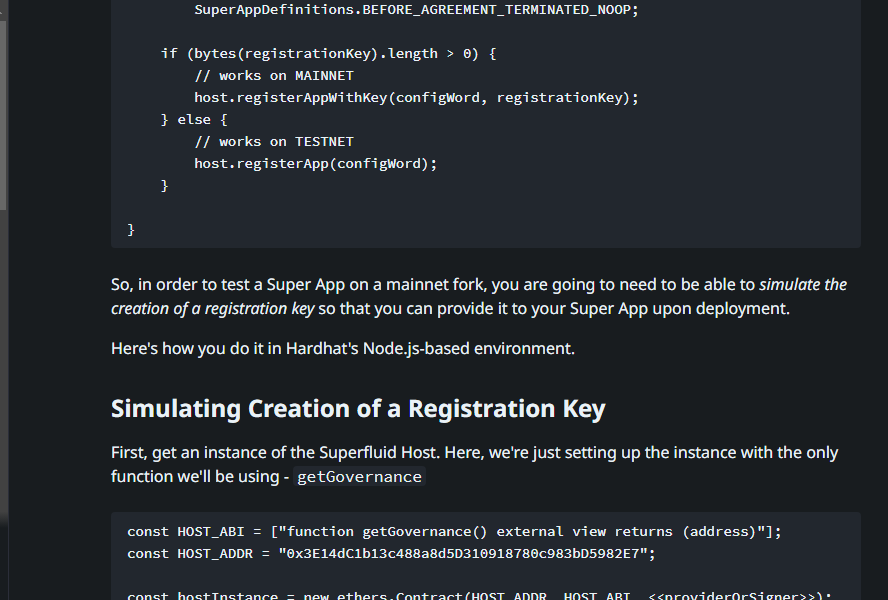 SuperAppDefinitions.BEFORE_AGREEMENT_TERMINATED_NOOP;
if (bytes(registrationKey).length > 0) {
// works on MAINNET
host.registerAppWithKey(configWord, registrationKey);
} else {
// works on TESTNET
host.registerApp(configWord);
}
}
So, in order to test a Super App on a mainnet fork, you are going to need to be able to simulate the
creation of a registration key so that you can provide it to your Super App upon deployment.
Here's how you do it in Hardhat's Node.js-based environment.
Simulating Creation of a Registration Key
First, get an instance of the Superfluid Host. Here, we're just setting up the instance with the only
function we'll be using - getGovernance
const HOST_ABI = ["function getGovernance() external view returns (address)"];
const HOST_ADDR = "0x3E14dC1b13c488a8d5D310918780c983bD5982E7";
const hostInstance = new ethers.Contract(HOST_ADDR, HOST_ABI, <<providerOrSigner>>);